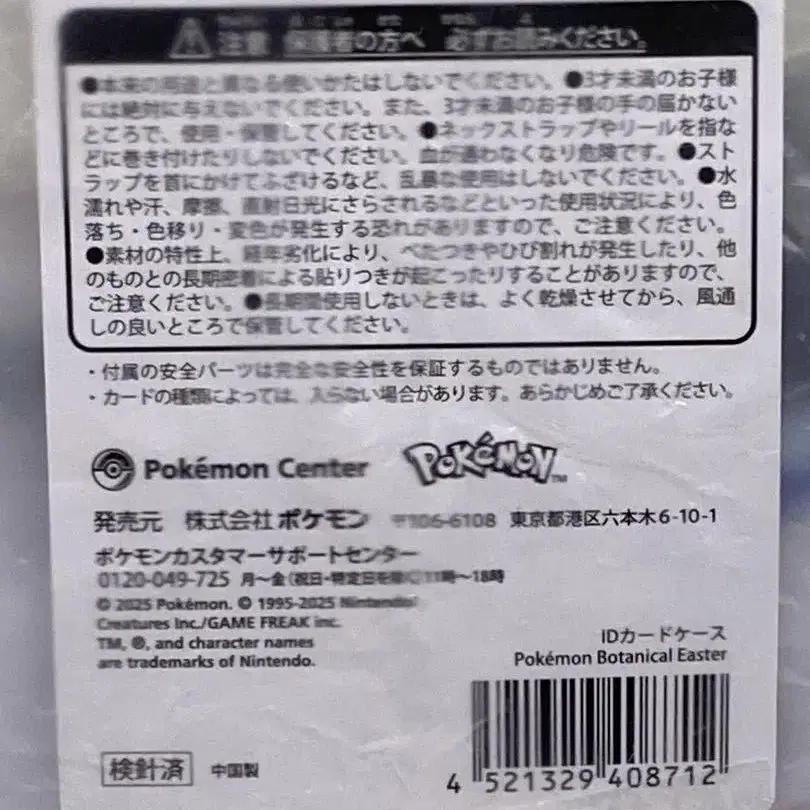 注意 保護者の方へ 必ずお読みください。
●本来の用途と異なる使いかたはしないでください。●3才未満のお子様
には絶対に与えないでください。また、3才未満のお子様の手の届かない
ところで、使用・保管してください。●ネックストラップやリールを指な
どに巻き付けたりしないでください。血が通わなくなり危険です。●スト
ラップを首にかけてふざけるなど、乱暴な使用はしないでください。●水
濡れや汗、摩擦、直射日光にさらされるなどといった使用状況により、色
落ち・色移り・変色が発生する恐れがありますので、ご注意ください。
●素材の特性上、経年劣化により、べたつきやひび割れが発生したり、他
のものとの長期密着による貼りつきが起こったりすることがありますので、
ご注意ください。●長期間使用しないときは、よく乾燥させてから、風通
しの良いところで保管してください。
・付属の安全パーツは完全な安全性を保証するものではありません。
・カードの種類によっては、入らない場合があります。あらかじめご了承ください。
Pokémon Center POKÉMON TM
発売元 株式会社ポケモン 〒106-6108 東京都港区六本木6-10-1
ポケモンカスタマーサポートセンター
0120-049-725 月〜金(祝日・特定日を除く)11時〜18時
© 2025 Pokémon. © 1995-2025 Nintendo/
Creatures Inc./GAME FREAK inc.
TM, ®, and character names
are trademarks of Nintendo.
IDカードケース
Pokémon Botanical Easter
検針済 中国製
4 521329 408712